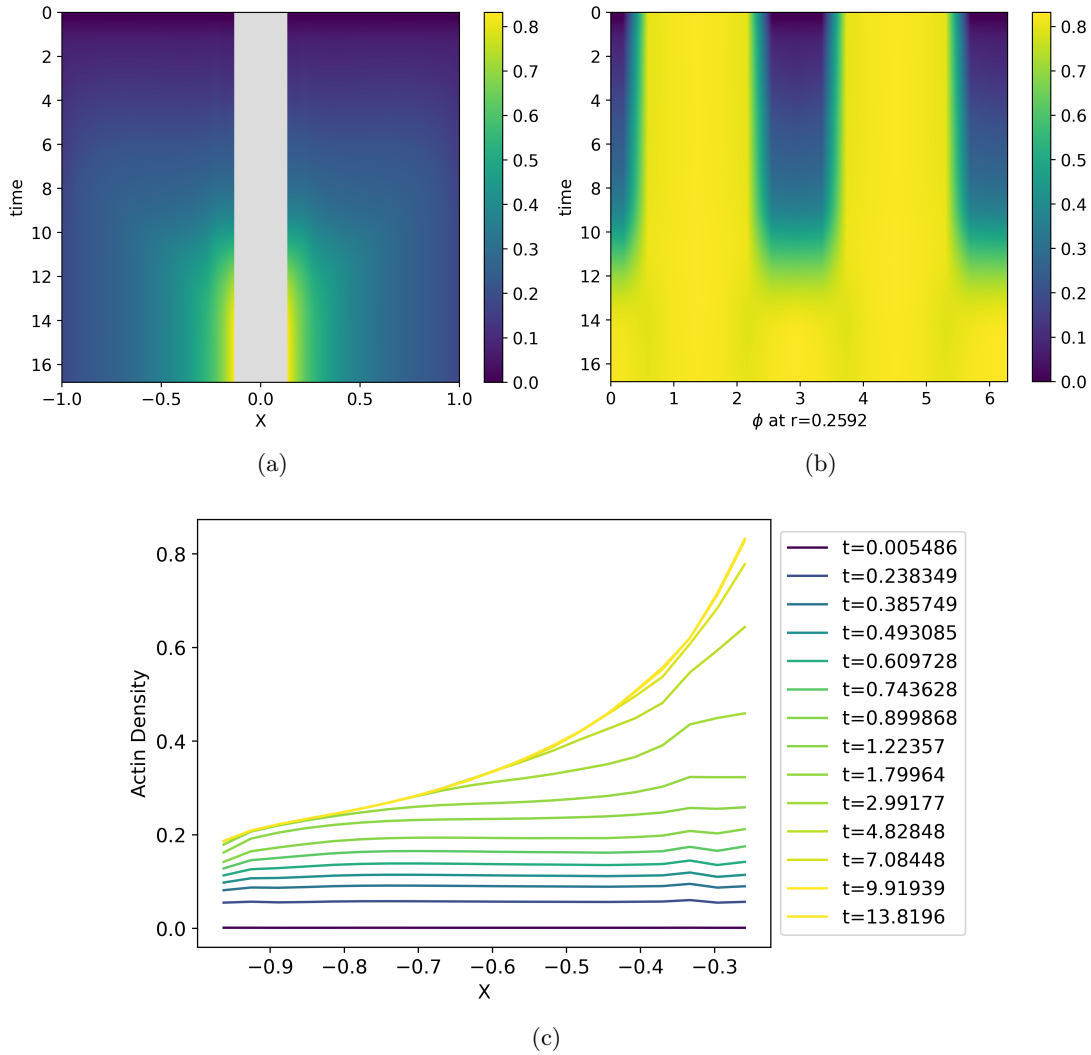 0
2
4
6
8
10
12
14
16
time
−1.0
−0.5
0.0
0.5
1.0
X
0.8
0.7
0.6
0.5
0.4
0.3
0.2
0.1
0.0
(a)
0
2
4
6
8
10
12
14
16
time
0
1
2
3
4
5
6
ϕ at r=0.2592
0.8
0.7
0.6
0.5
0.4
0.3
0.2
0.1
0.0
(b)
0.8
0.6
0.4
0.2
0.0
Actin Density
−0.9
−0.8
−0.7
−0.6
−0.5
−0.4
−0.3
X
t=0.005486
t=0.238349
t=0.385749
t=0.493085
t=0.609728
t=0.743628
t=0.899868
t=1.22357
t=1.79964
t=2.99177
t=4.82848
t=7.08448
t=9.91939
t=13.8196
(c)